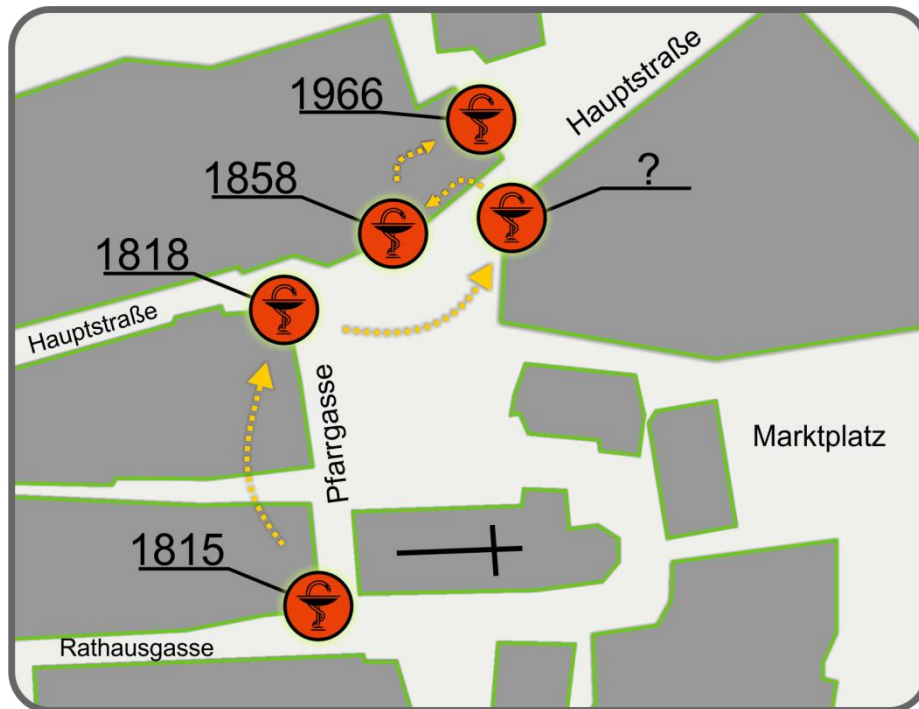 1966
Hauptstraße
1858
?
1818
Hauptstraße
Pfarrgasse
Marktplatz
1815
Rathausgasse